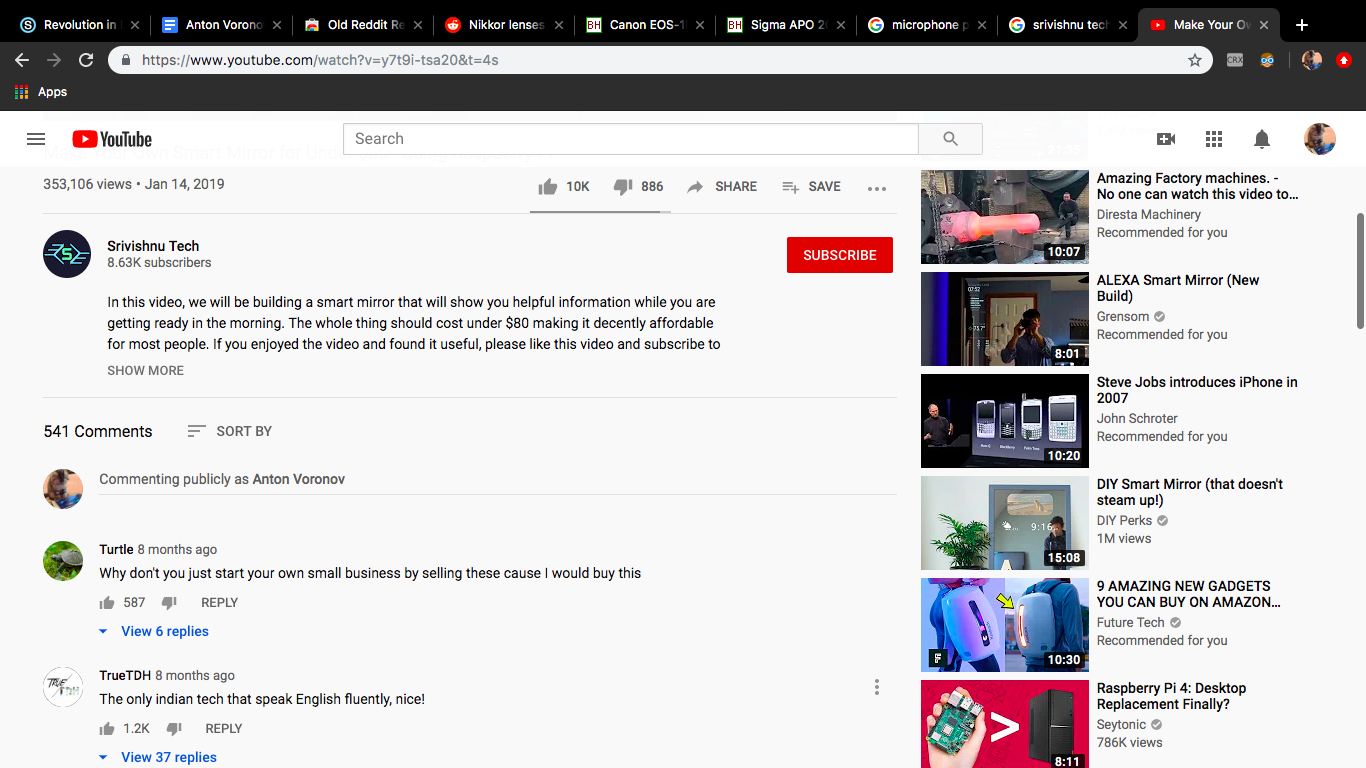 Revolution in
Anton Vorono
Old Reddit Re
Nikkor lenses
Canon EOS-1
Sigma APO 20
microphone p
srivishnu tech
Make Your Ow
https://www.youtube.com/watch?v=y7t9i-tsa20&t=4s
CRX
Apps
YouTube
Search
353,106 views • Jan 14, 2019
10K
886
SHARE
SAVE
Srivishnu Tech
8.63K subscribers
SUBSCRIBE
In this video, we will be building a smart mirror that will show you helpful information while you are
getting ready in the morning. The whole thing should cost under $80 making it decently affordable
for most people. If you enjoyed the video and found it useful, please like this video and subscribe to
SHOW MORE
541 Comments
SORT BY
Commenting publicly as Anton Voronov
Turtle 8 months ago
Why don't you just start your own small business by selling these cause I would buy this
587
REPLY
View 6 replies
TrueTDH 8 months ago
The only indian tech that speak English fluently, nice!
1.2K
REPLY
View 37 replies
Amazing Factory machines. -
No one can watch this video to…
Diresta Machinery
Recommended for you
10:07
ALEXA Smart Mirror (New
Build)
Grensom
Recommended for you
8:01
Steve Jobs introduces iPhone in
2007
John Schroter
Recommended for you
10:20
DIY Smart Mirror (that doesn't
steam up!)
DIY Perks
1M views
9:16
15:08
9 AMAZING NEW GADGETS
YOU CAN BUY ON AMAZON…
Future Tech
Recommended for you
10:30
Raspberry Pi 4: Desktop
Replacement Finally?
Seytonic
786K views
8:11